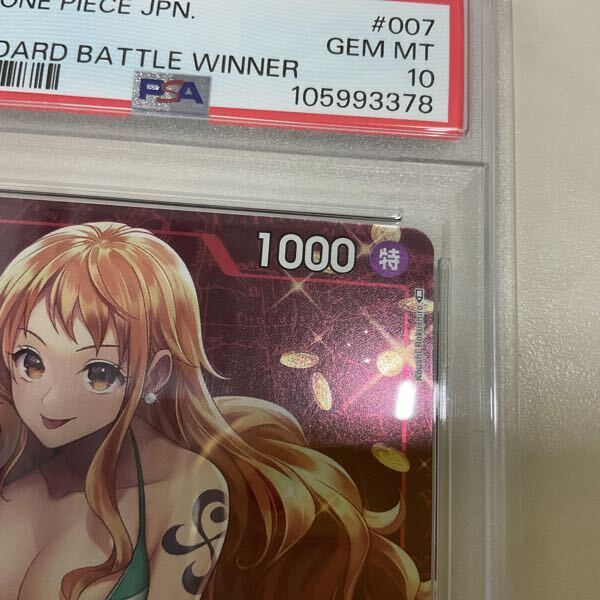 ONE PIECE JPN.
#007
GEM MT
DARD BATTLE WINNER
10
PSA
105993378
1000
特